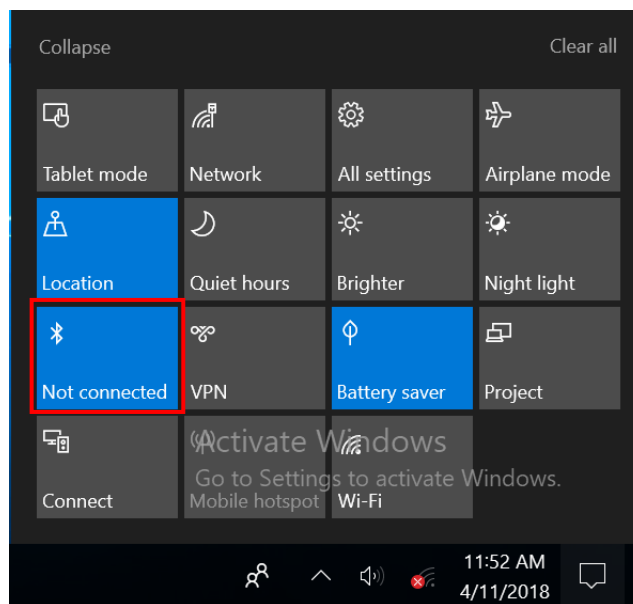 Collapse Clear all
Tablet mode Network All settings Airplane mode
Location Quiet hours Brighter Night light
Not connected VPN Battery saver Project
Activate Windows
Go to Settings to activate Windows.
Connect Mobile hotspot Wi-Fi
11:52 AM
4/11/2018